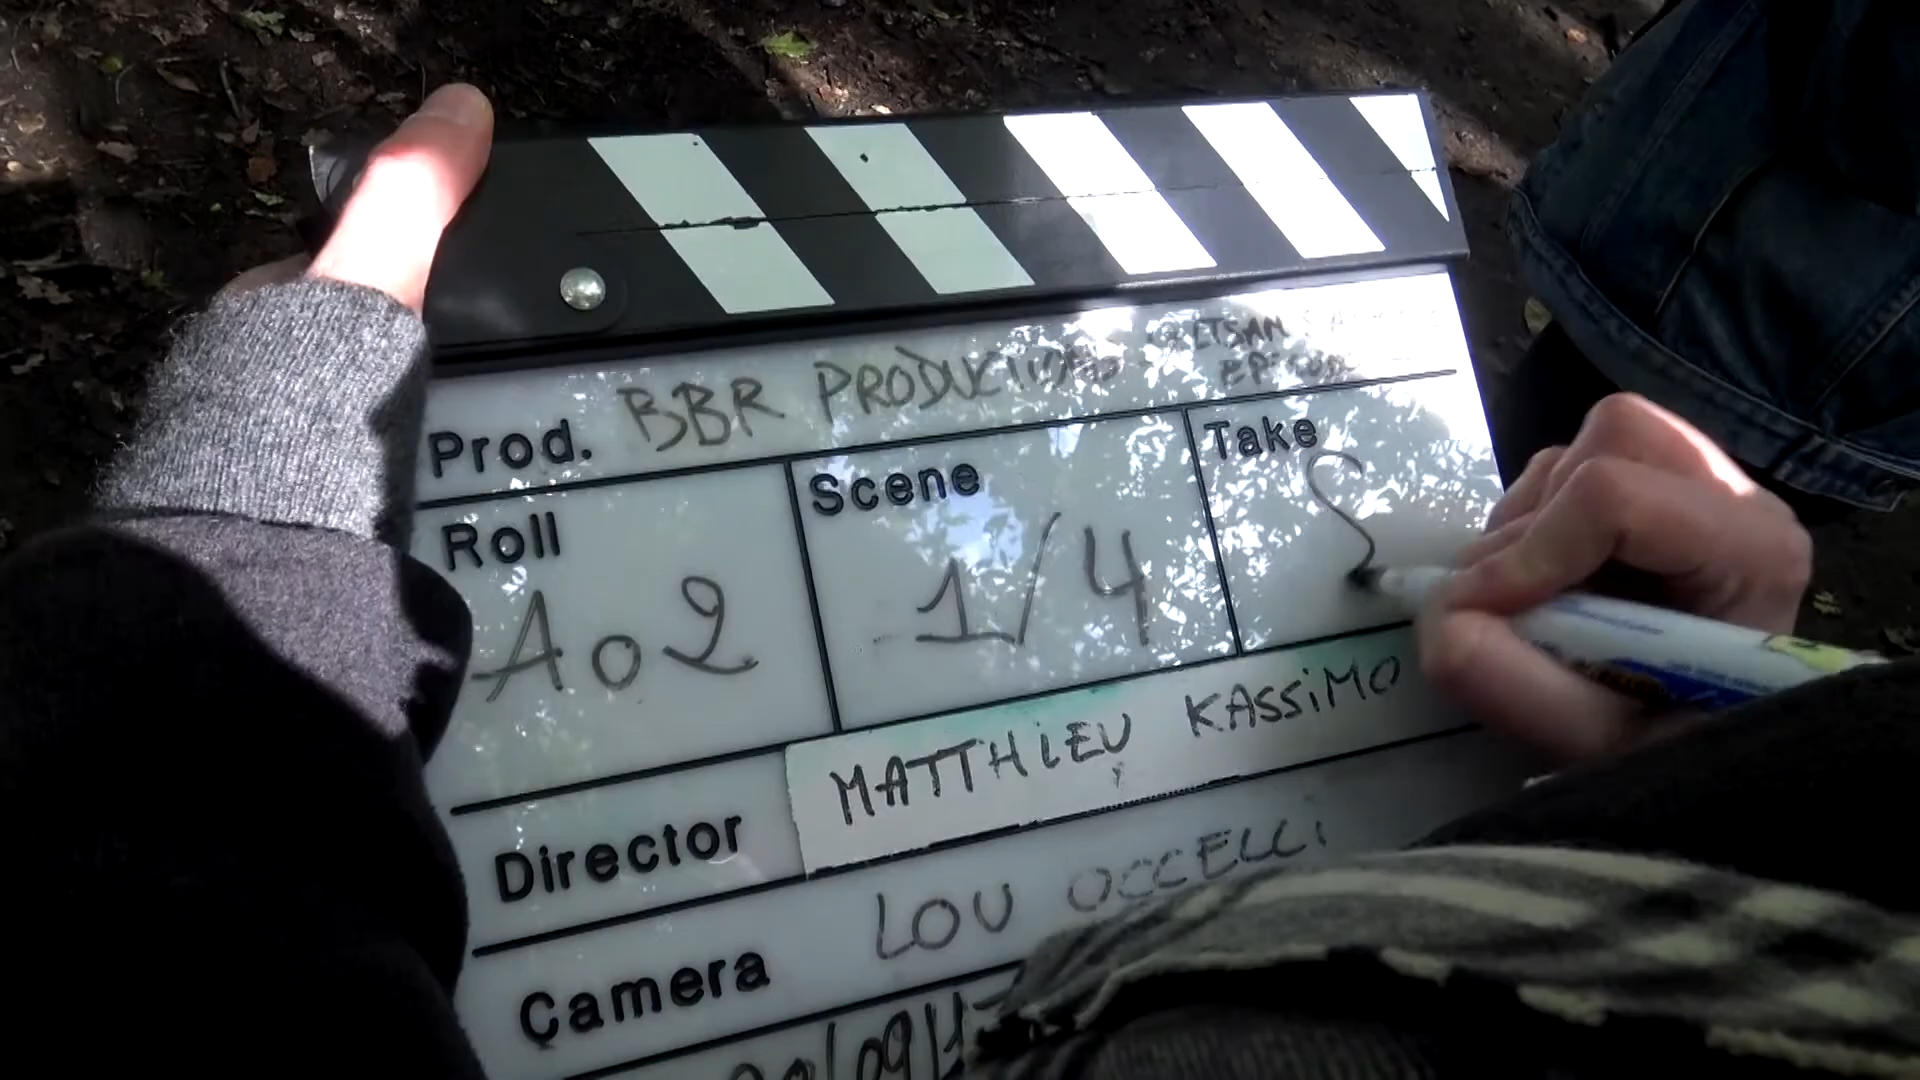 Prod. BBR PRODUCTIONS
Roll Scene Take
A02 1/4
Director MATTHiEU KASSiMO
Camera LOU OCCELLi